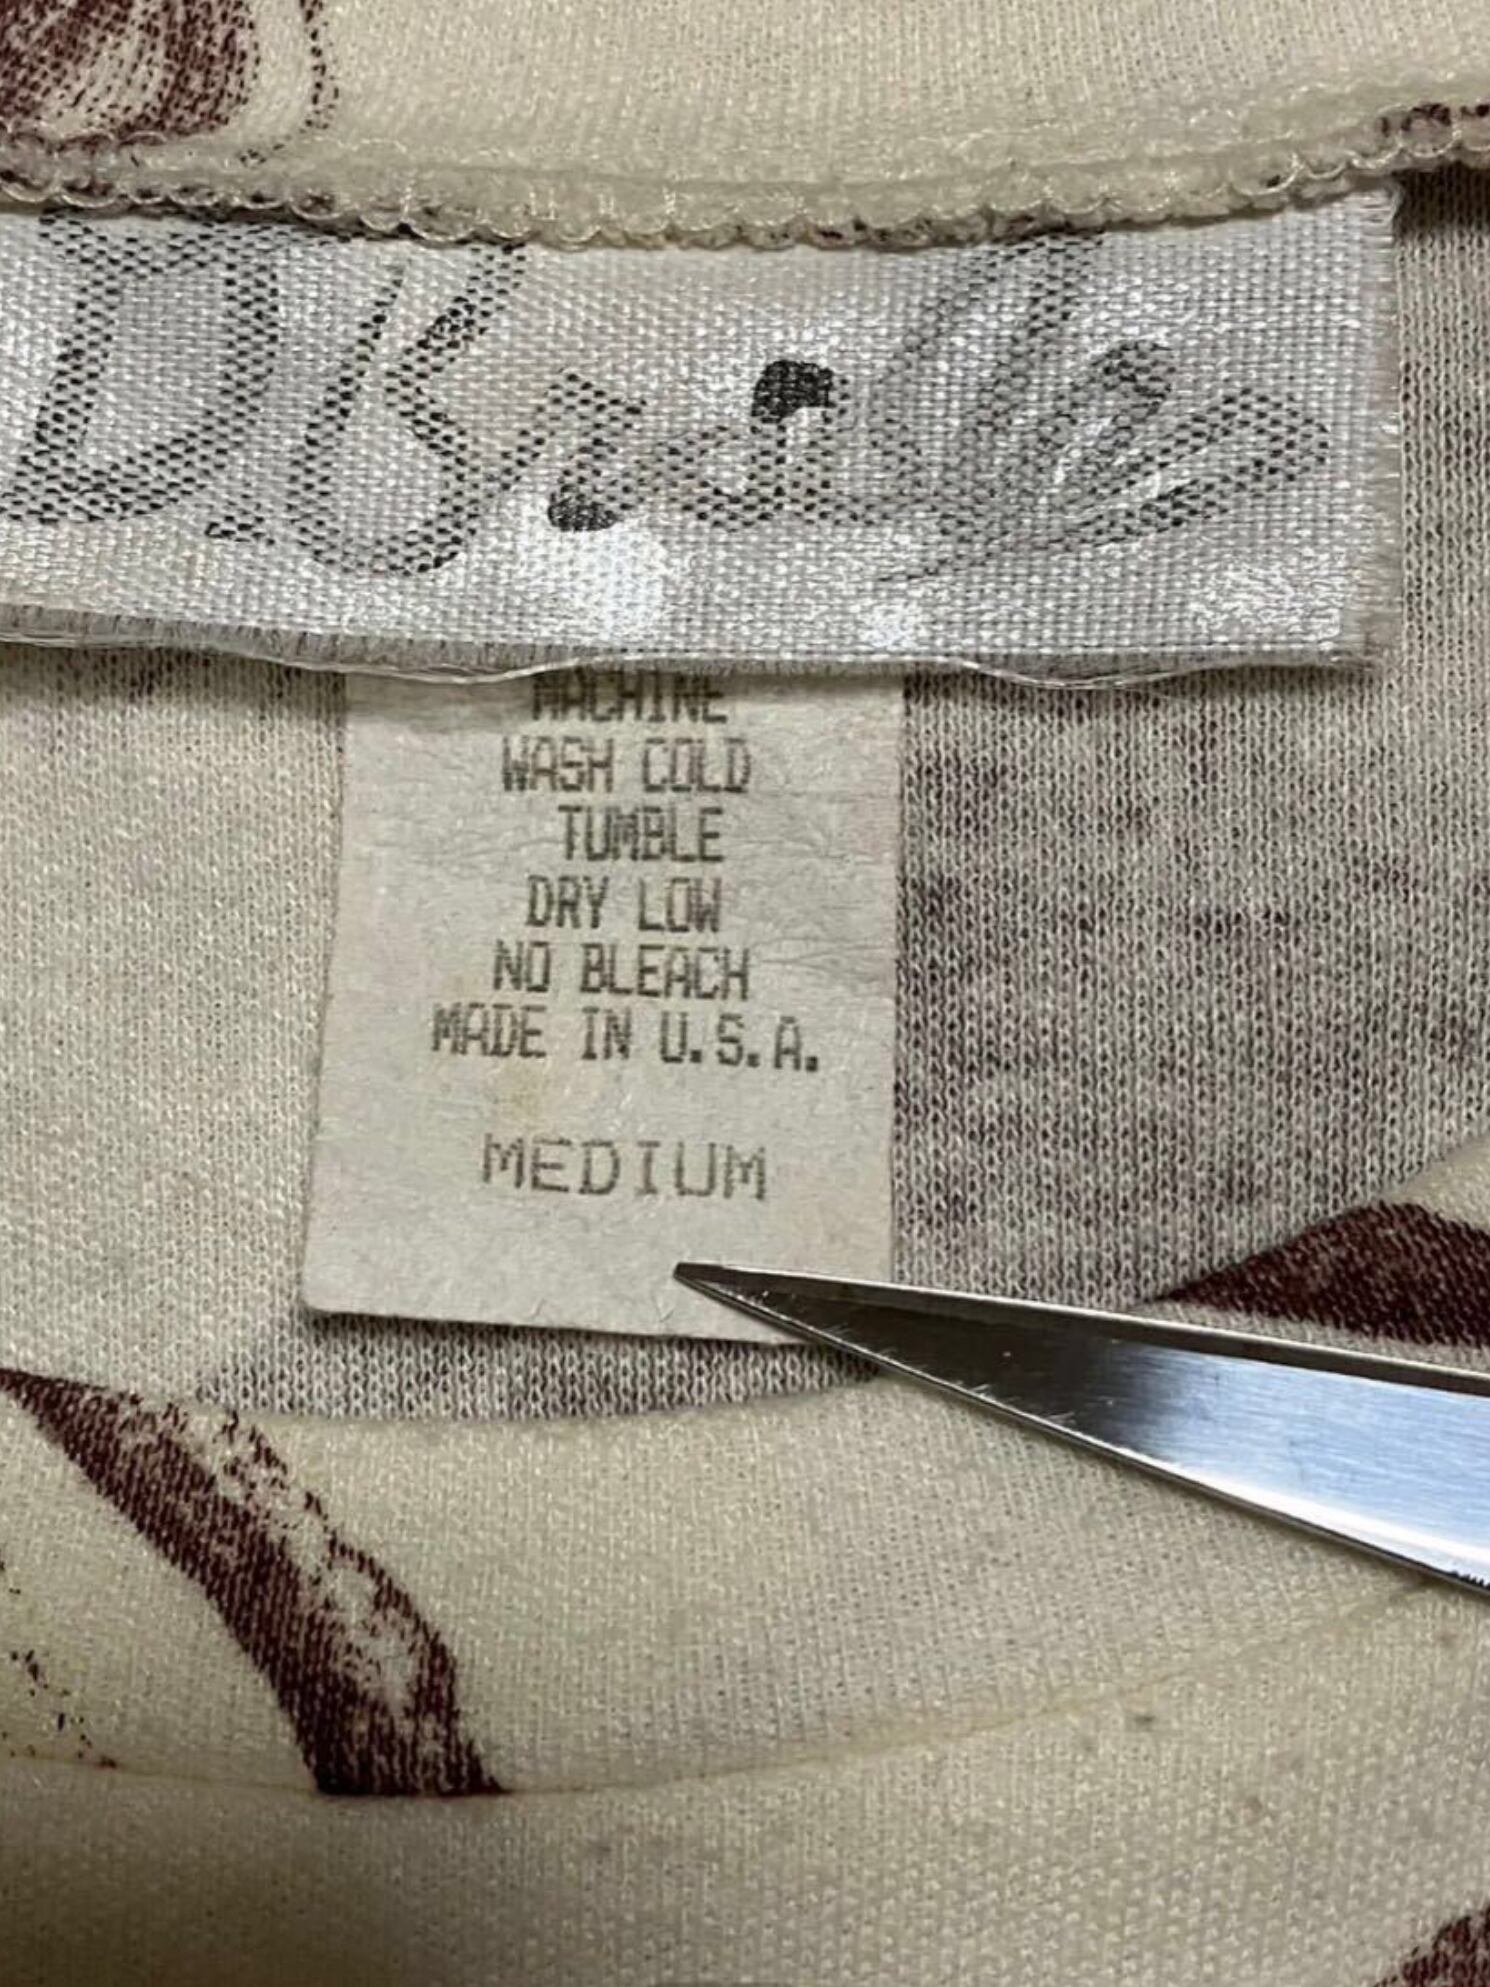 MACHINE
WASH COLD
TUMBLE
DRY LOW
NO BLEACH
MADE IN U.S.A.
MEDIUM